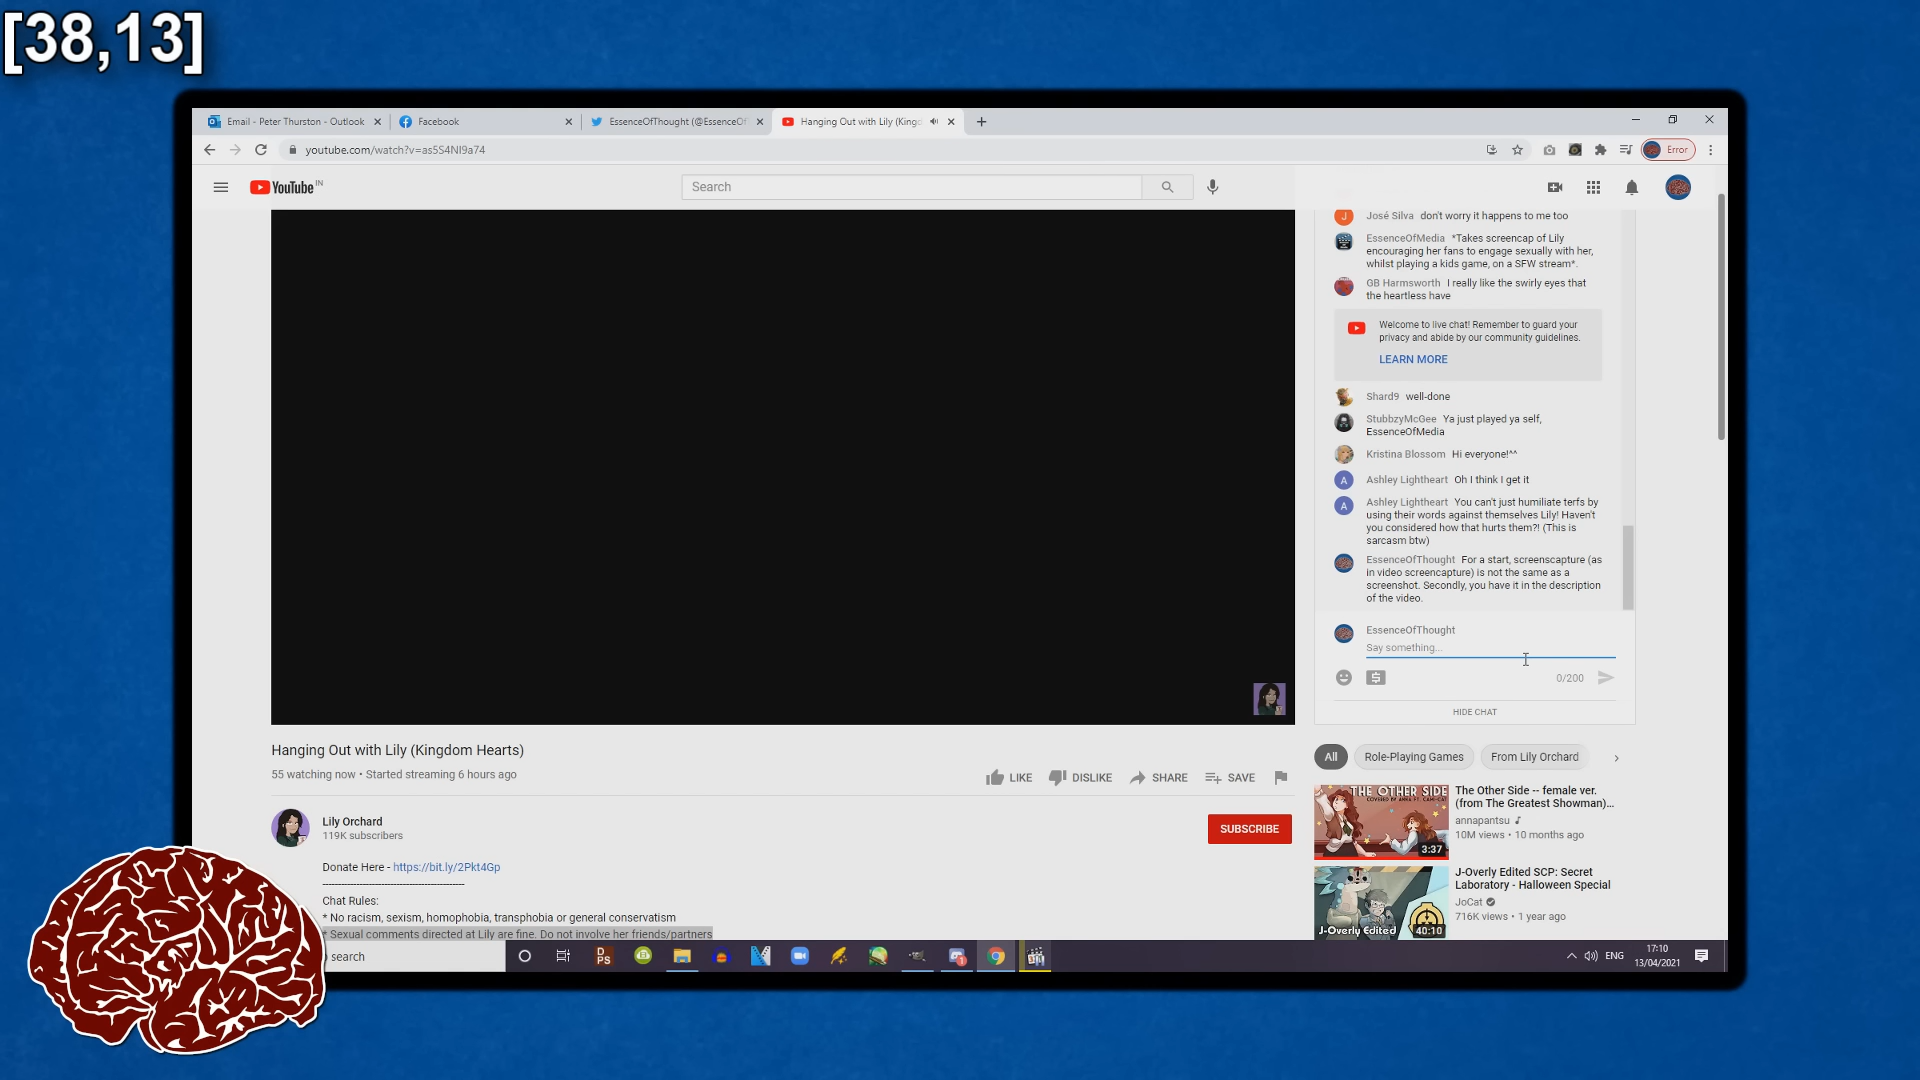 [38,13]
Email - Peter Thurston - Outlook
Facebook
EssenceOfThought (@EssenceOf
Hanging Out with Lily (Kingd
youtube.com/watch?v=as5S4NI9a74
Error
YouTube IN
Search
José Silva don't worry it happens to me too
EssenceOfMedia *Takes screencap of Lily
encouraging her fans to engage sexually with her,
whilst playing a kids game, on a SFW stream*.
GB Harmsworth I really like the swirly eyes that
the heartless have
Welcome to live chat! Remember to guard your
privacy and abide by our community guidelines.
LEARN MORE
Shard9 well-done
StubbzyMcGee Ya just played ya self,
EssenceOfMedia
Kristina Blossom Hi everyone!^^
A Ashley Lightheart Oh I think I get it
A Ashley Lightheart You can't just humiliate terfs by
using their words against themselves Lily! Haven't
you considered how that hurts them?! (This is
sarcasm btw)
EssenceOfThought For a start, screenscapture (as
in video screencapture) is not the same as a
screenshot. Secondly, you have it in the description
of the video.
EssenceOfThought
Say something...
0/200
HIDE CHAT
Hanging Out with Lily (Kingdom Hearts)
55 watching now • Started streaming 6 hours ago
LIKE
DISLIKE
SHARE
SAVE
Lily Orchard
119K subscribers
SUBSCRIBE
Donate Here - https://bit.ly/2Pkt4Gp
------------------------------------------------
Chat Rules:
* No racism, sexism, homophobia, transphobia or general conservatism
* Sexual comments directed at Lily are fine. Do not involve her friends/partners
All
Role-Playing Games
From Lily Orchard
THE OTHER SIDE
COVERED BY ANNA FT. CAMI-CAT
3:37
The Other Side -- female ver.
(from The Greatest Showman)...
annapantsu
10M views • 10 months ago
J-Overly Edited
40:10
J-Overly Edited SCP: Secret
Laboratory - Halloween Special
JoCat
716K views • 1 year ago
search
D
PS
ENG
17:10
13/04/2021